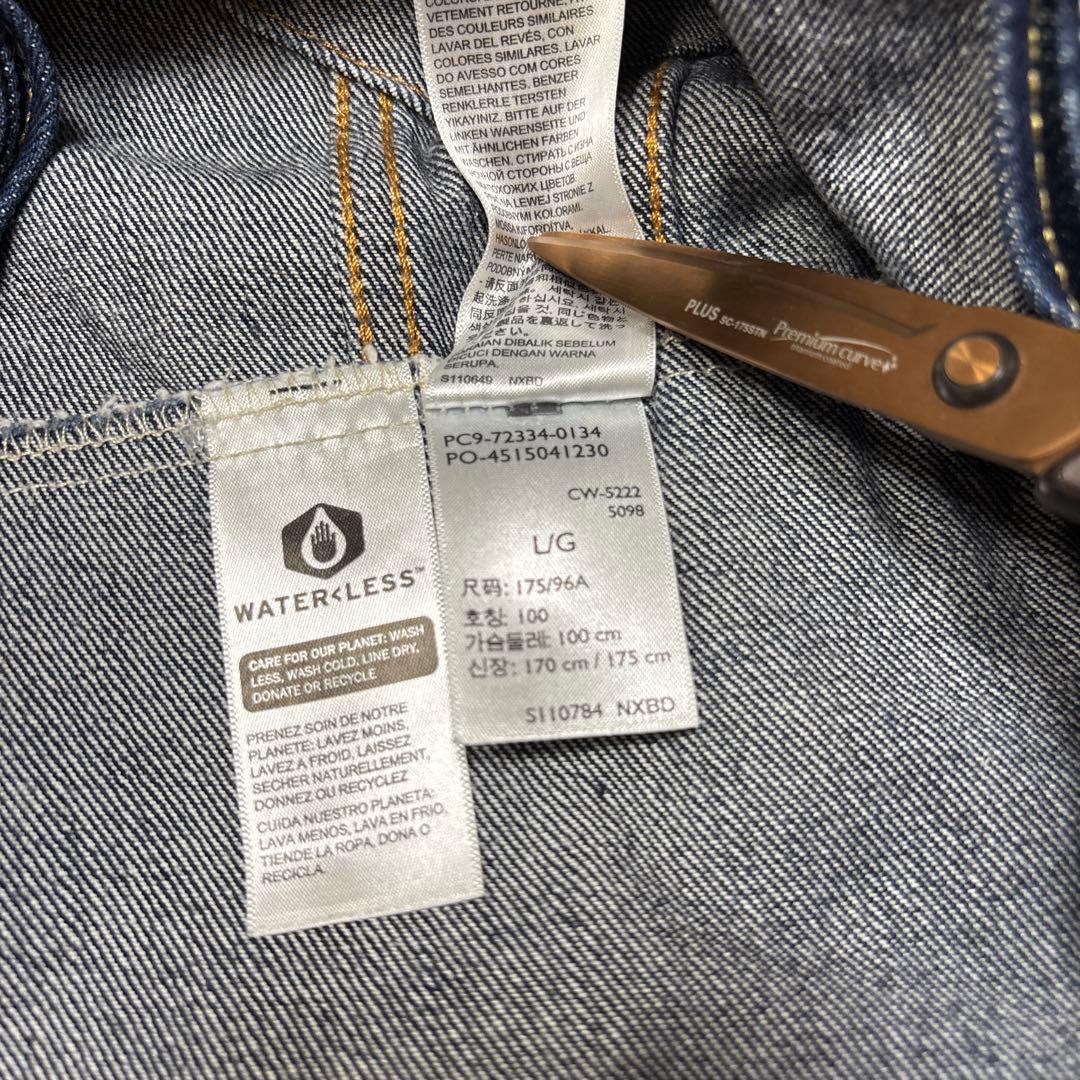 VETEMENT RETOURNE,
DES COULEURS SIMILAIRES
LAVAR DEL REVÉS, CON
COLORES SIMILARES. LAVAR
DO AVESSO COM CORES
SEMELHANTES. BENZER
RENKLERLE TERSTEN
YIKAYINIZ. BITTE AUF DER
LINKEN WARENSEITE UND
MIT ÄHNLICHEN FARBEN
WASCHEN. СТИРАТЬ С
СТОРОНЫ С ВЕЩА
ПОХОЖИХ ЦВЕТОВ.
NA LEWEJ STRONIE Z
KOLORAMI.
KIFORDÍTVA,
DIBALIK SEBELUM
DICUCI DENGAN WARNA
SERUPA.
S110649 NXBD
WATER<LESS™
CARE FOR OUR PLANET: WASH
LESS, WASH COLD, LINE DRY,
DONATE OR RECYCLE
PRENEZ SOIN DE NOTRE
PLANETE: LAVEZ MOINS,
LAVEZ A FROID, LAISSEZ
SECHER NATURELLEMENT,
DONNEZ OU RECYCLEZ
CUIDA NUESTRO PLANETA:
LAVA MENOS, LAVA EN FRIO,
TIENDE LA ROPA, DONA O
RECICLA.
PC9-72334-0134
PO-4515041230
CW-5222
5098
L/G
尺码: 175/96A
호칭: 100
가슴둘레: 100 cm
신장: 170 cm / 175 cm
S110784 NXBD
PLUS SC-175STN Premium curve
titanium coated